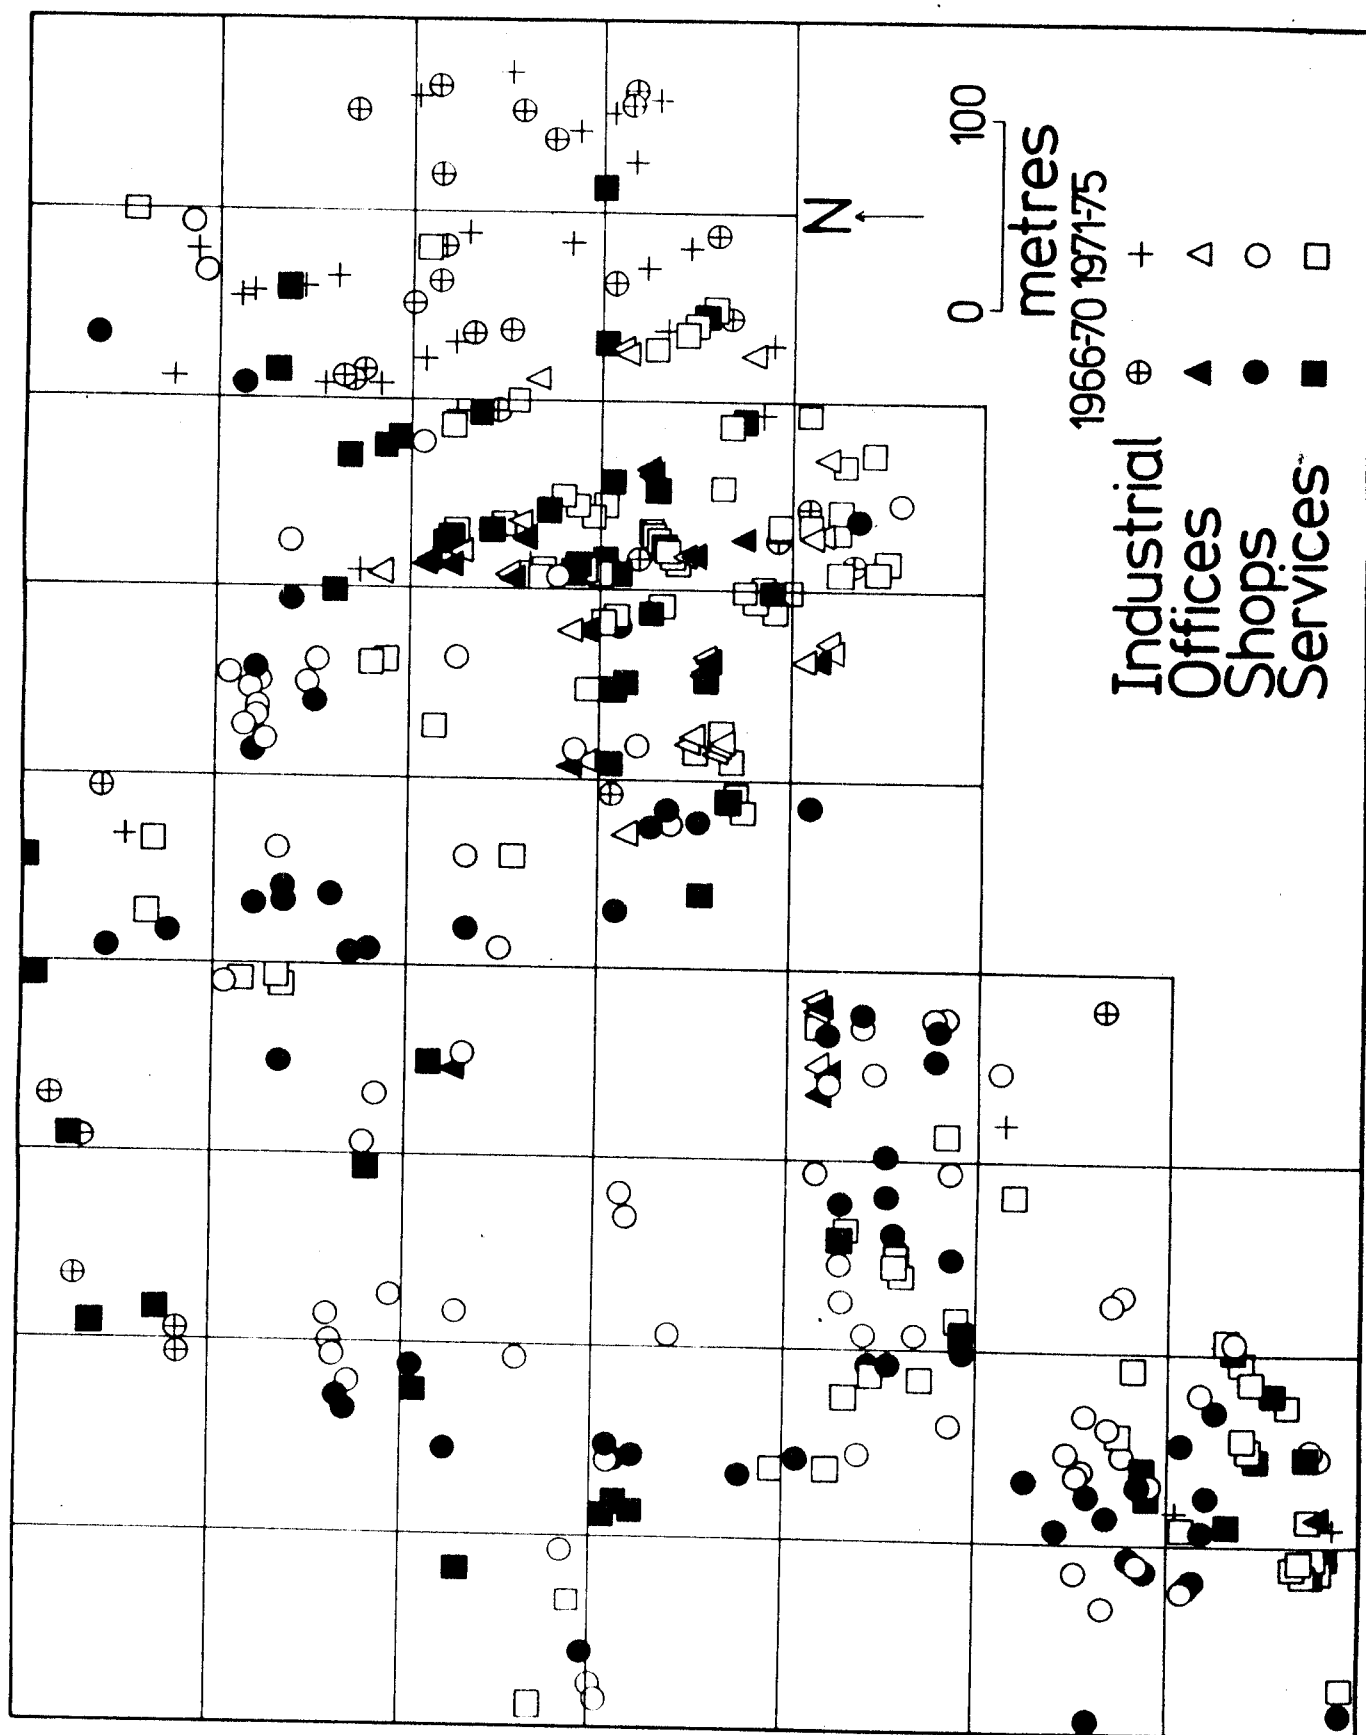 N
0 100
metres
1966-70 1971-75
Industrial
Offices
Shops
Services